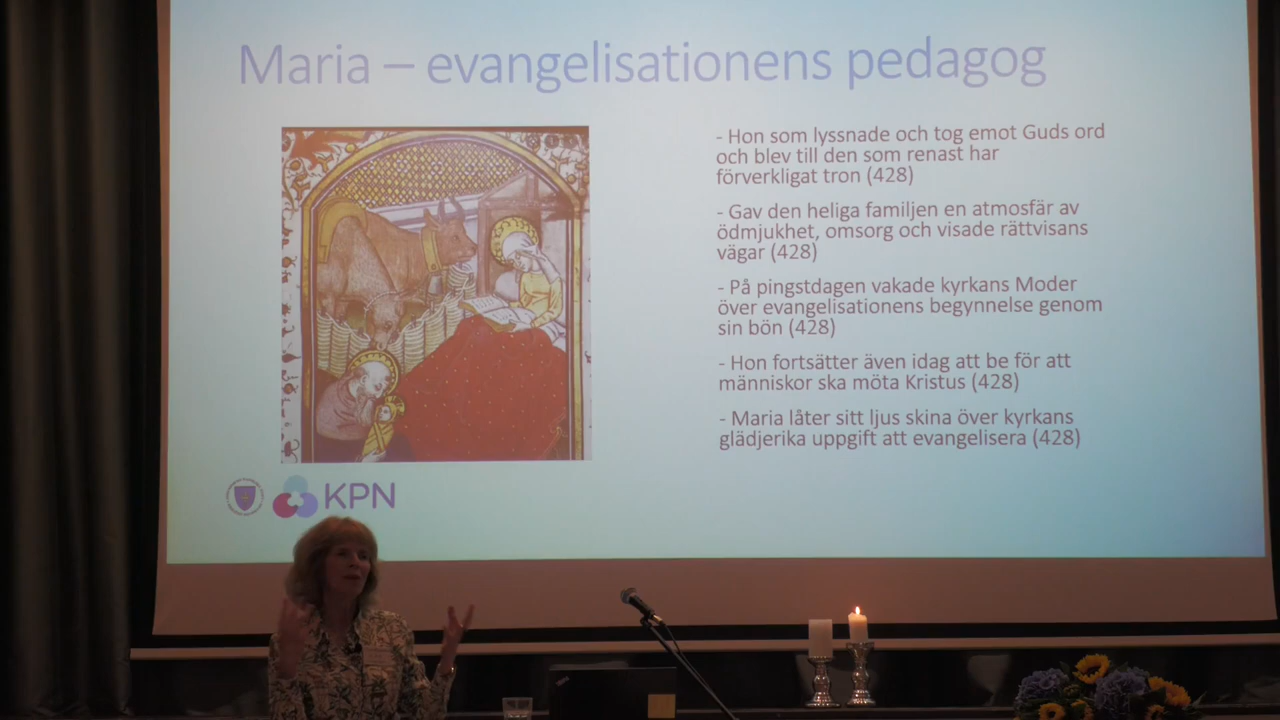 Maria – evangelisationens pedagog
- Hon som lyssnade och tog emot Guds ord
och blev till den som renast har
förverkligat tron (428)
- Gav den heliga familjen en atmosfär av
ödmjukhet, omsorg och visade rättvisans
vägar (428)
- På pingstdagen vakade kyrkans Moder
över evangelisationens begynnelse genom
sin bön (428)
- Hon fortsätter även idag att be för att
människor ska möta Kristus (428)
- Maria låter sitt ljus skina över kyrkans
glädjerika uppgift att evangelisera (428)
KPN